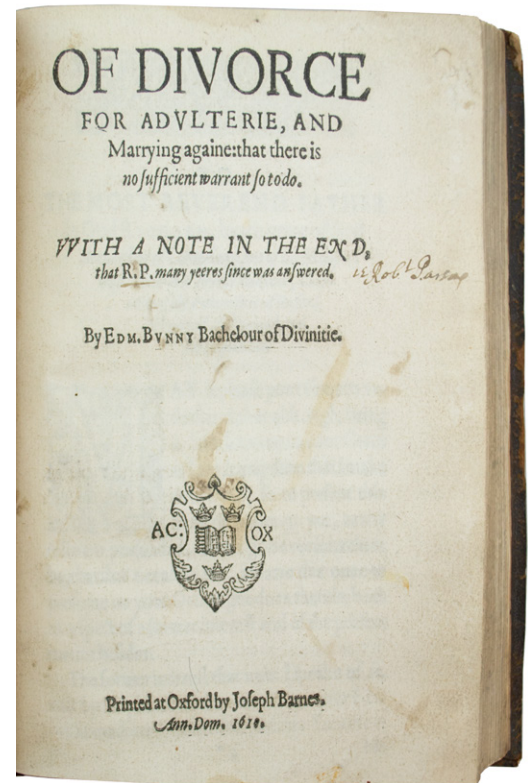 OF DIVORCE
FOR ADVLTERIE, AND
Marrying againe: that there is
no ſufficient warrant ſo to do.
WITH A NOTE IN THE END,
that R.P. many yeeres ſince was anſwered.
By EDM. BVNNY Bachelour of Divinitie.
AC: OX
Printed at Oxford by Joſeph Barnes.
Ann. Dom.